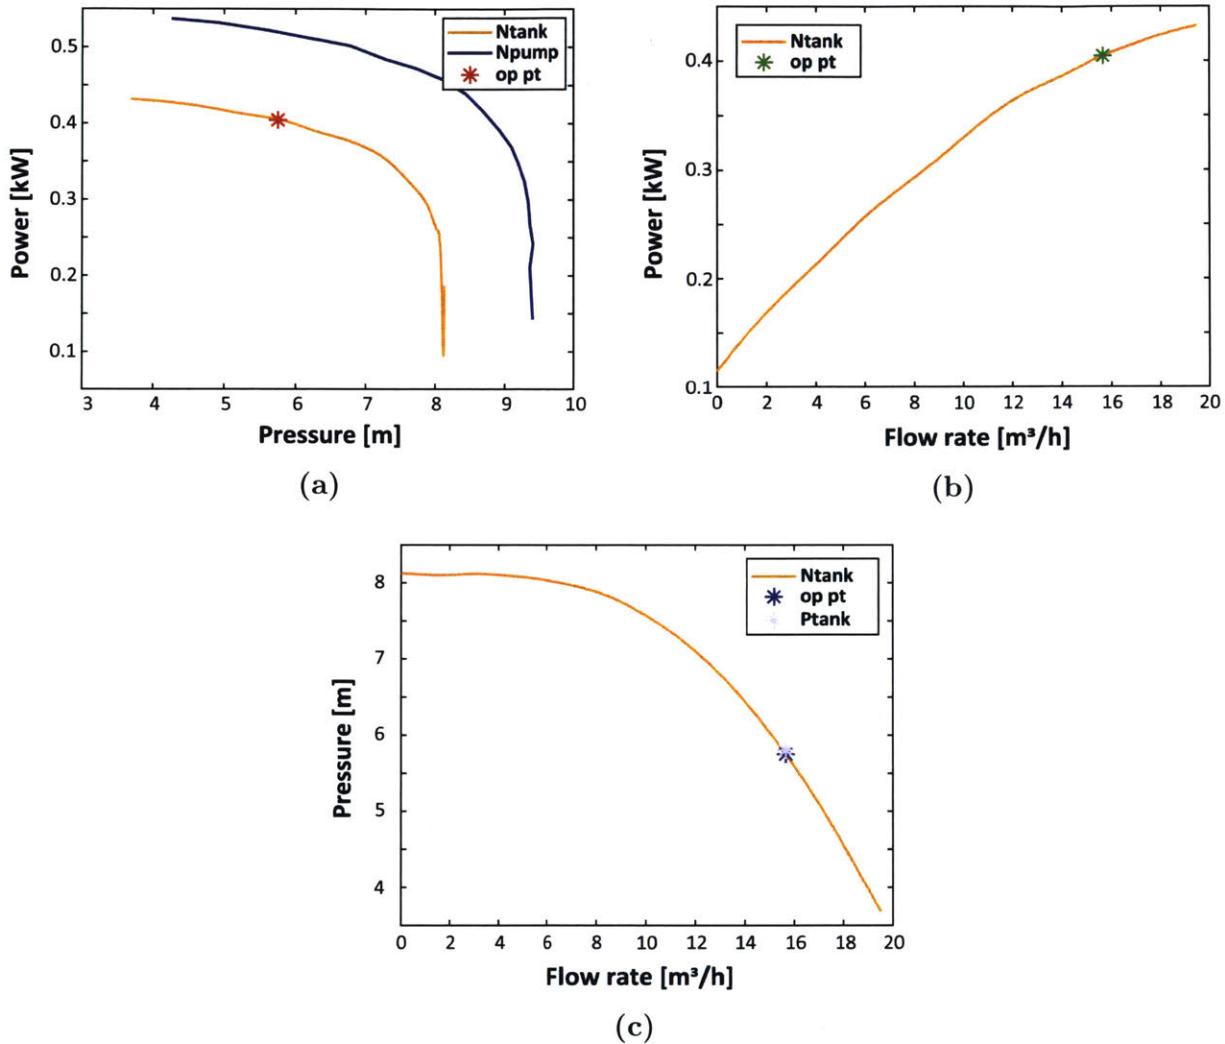 Ntank
Npump
op pt
0.5
0.4
0.3
0.2
0.1
Power [kW]
3 4 5 6 7 8 9 10
Pressure [m]
(a)
Ntank
op pt
0.4
0.3
0.2
0.1
Power [kW]
0 2 4 6 8 10 12 14 16 18 20
Flow rate [m³/h]
(b)
Ntank
op pt
Ptank
8
7
6
5
4
Pressure [m]
0 2 4 6 8 10 12 14 16 18 20
Flow rate [m³/h]
(c)